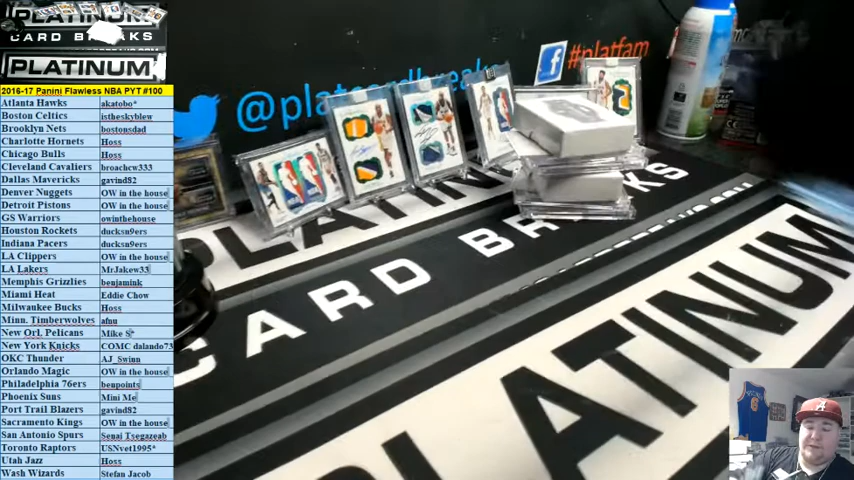 PLATINUM
CARD BREAKS
PLATINUM
2016-17 Panini Flawless NBA PYT #100
Atlanta Hawks akatobo*
Boston Celtics istheskyblew
Brooklyn Nets bostonsdad
Charlotte Hornets Hoss
Chicago Bulls Hoss
Cleveland Cavaliers broachcw333
Dallas Mavericks gavind82
Denver Nuggets OW in the house
Detroit Pistons OW in the house
GS Warriors owinthehouse
Houston Rockets ducksn9ers
Indiana Pacers ducksn9ers
LA Clippers OW in the house
LA Lakers MrJakew33
Memphis Grizzlies benjamink
Miami Heat Eddie Chow
Milwaukee Bucks Hoss
Minn. Timberwolves afnu
New Orl. Pelicans Mike S*
New York Knicks COMC dalando73
OKC Thunder AJ_Swinn
Orlando Magic OW in the house
Philadelphia 76ers benpoints
Phoenix Suns Mini Me
Port Trail Blazers gavind82
Sacramento Kings OW in the house
San Antonio Spurs Senai Tsegazeab
Toronto Raptors USNvet1995*
Utah Jazz Hoss
Wash Wizards Stefan Jacob
@platcardbreaks
#platfam
PLATINUM
CARD BREAKS
PLATINUM
PLATINUM